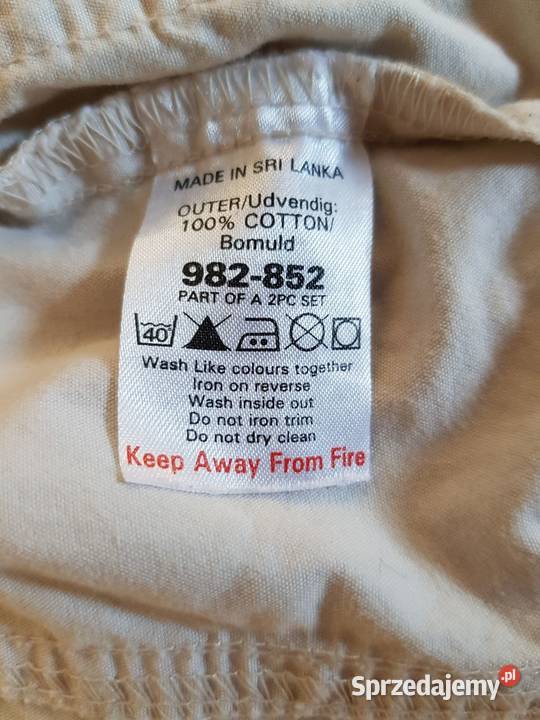 MADE IN SRI LANKA
OUTER/Udvendig:
100% COTTON/
Bomuld
982-852
PART OF A 2PC SET
40
Wash Like colours together
Iron on reverse
Wash inside out
Do not iron trim
Do not dry clean
Keep Away From Fire
Sprzedajemy.pl